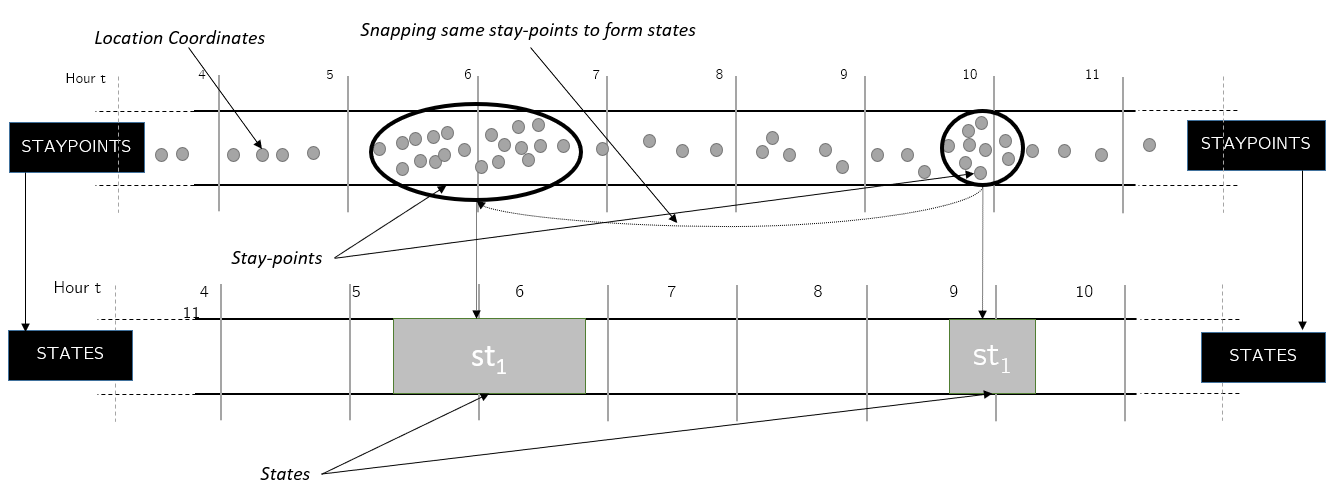 Location Coordinates
Snapping same stay-points to form states
Hour t
4 5 6 7 8 9 10 11
STAYPOINTS
STAYPOINTS
Stay-points
Hour t
4 5 6 7 8 9 10
11
STATES
st1
st1
STATES
States